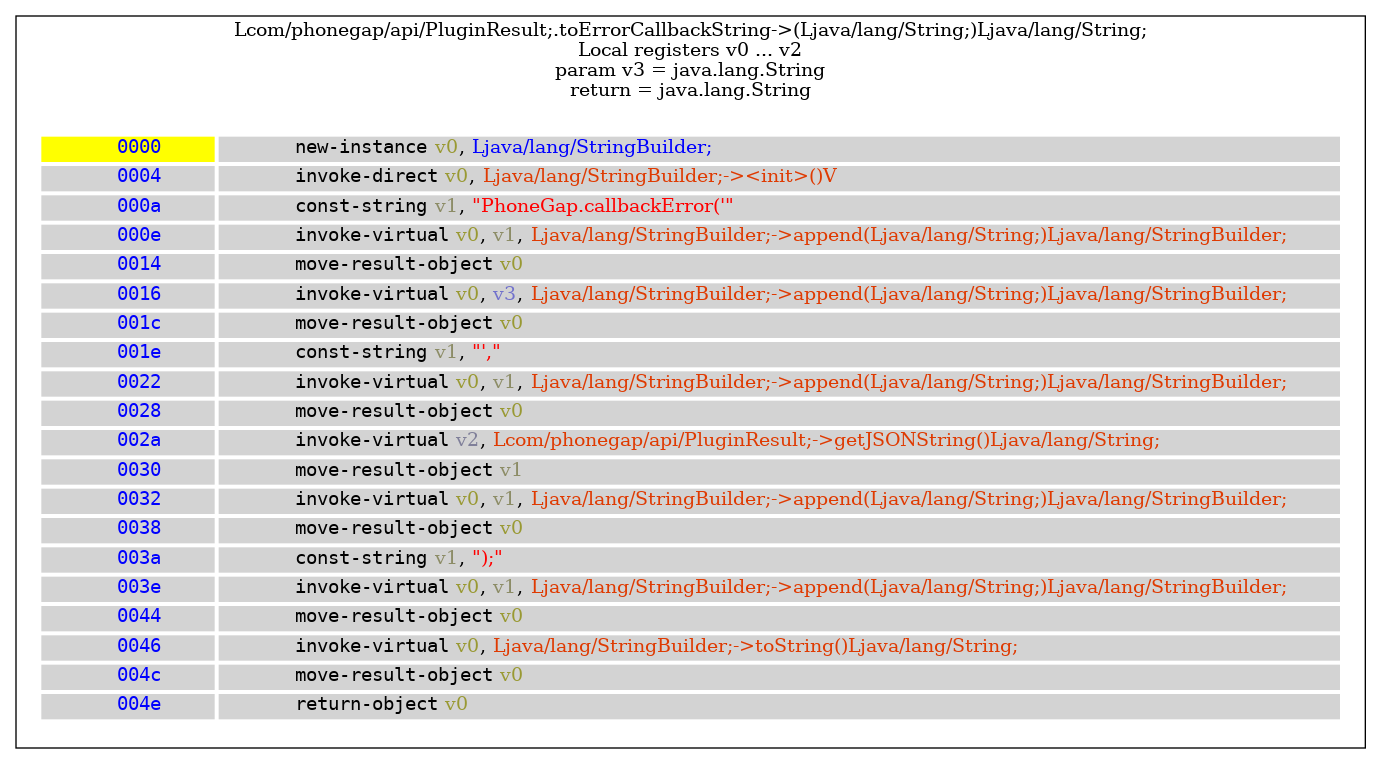 Lcom/phonegap/api/PluginResult;.toErrorCallbackString->(Ljava/lang/String;)Ljava/lang/String;
Local registers v0 ... v2
param v3 = java.lang.String
return = java.lang.String
0000 new-instance v0, Ljava/lang/StringBuilder;
0004 invoke-direct v0, Ljava/lang/StringBuilder;-><init>()V
000a const-string v1, "PhoneGap.callbackError('"
000e invoke-virtual v0, v1, Ljava/lang/StringBuilder;->append(Ljava/lang/String;)Ljava/lang/StringBuilder;
0014 move-result-object v0
0016 invoke-virtual v0, v3, Ljava/lang/StringBuilder;->append(Ljava/lang/String;)Ljava/lang/StringBuilder;
001c move-result-object v0
001e const-string v1, "',"
0022 invoke-virtual v0, v1, Ljava/lang/StringBuilder;->append(Ljava/lang/String;)Ljava/lang/StringBuilder;
0028 move-result-object v0
002a invoke-virtual v2, Lcom/phonegap/api/PluginResult;->getJSONString()Ljava/lang/String;
0030 move-result-object v1
0032 invoke-virtual v0, v1, Ljava/lang/StringBuilder;->append(Ljava/lang/String;)Ljava/lang/StringBuilder;
0038 move-result-object v0
003a const-string v1, ");"
003e invoke-virtual v0, v1, Ljava/lang/StringBuilder;->append(Ljava/lang/String;)Ljava/lang/StringBuilder;
0044 move-result-object v0
0046 invoke-virtual v0, Ljava/lang/StringBuilder;->toString()Ljava/lang/String;
004c move-result-object v0
004e return-object v0